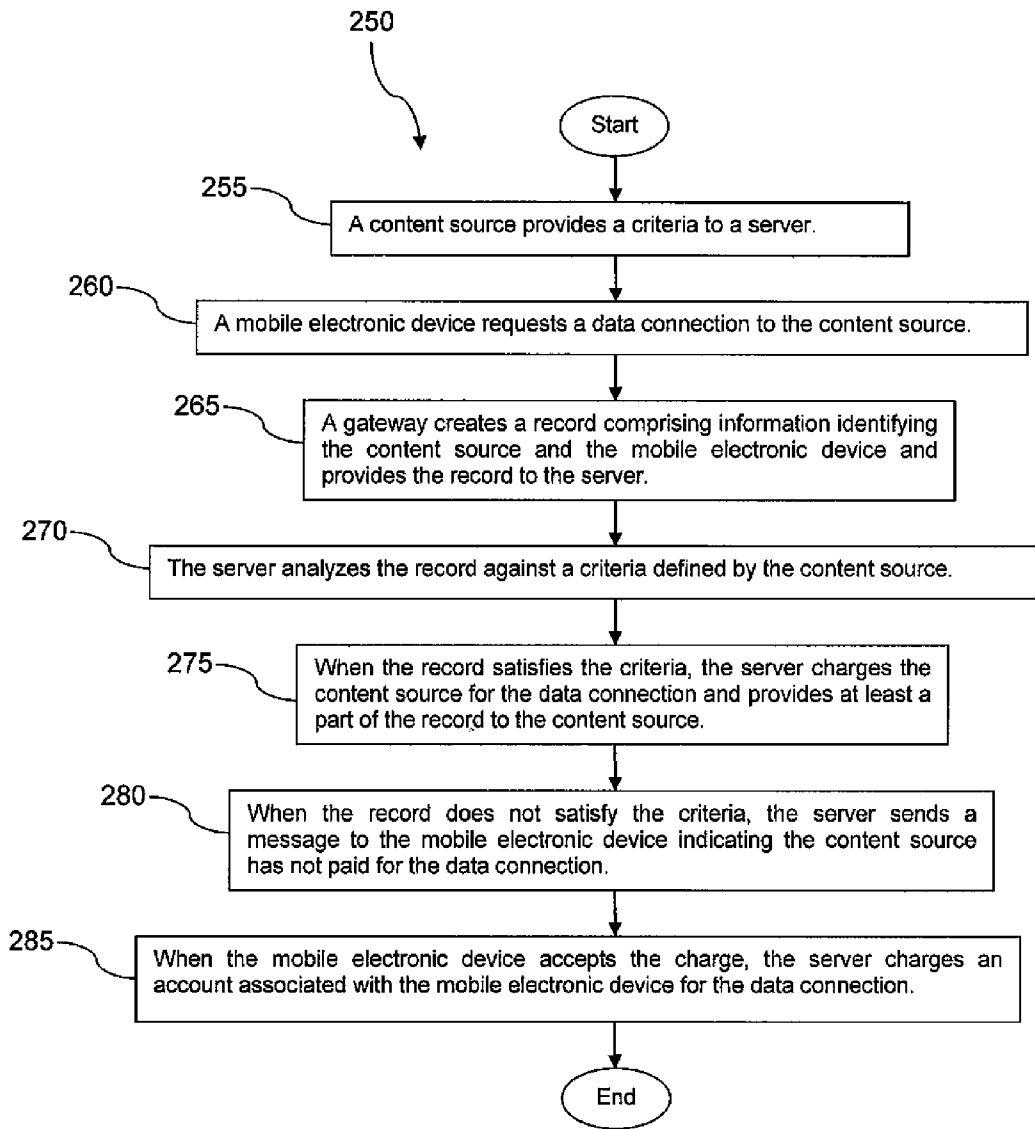 250
Start
255
A content source provides a criteria to a server.
260
A mobile electronic device requests a data connection to the content source.
265
A gateway creates a record comprising information identifying
the content source and the mobile electronic device and
provides the record to the server.
270
The server analyzes the record against a criteria defined by the content source.
275
When the record satisfies the criteria, the server charges the
content source for the data connection and provides at least a
part of the record to the content source.
280
When the record does not satisfy the criteria, the server sends a
message to the mobile electronic device indicating the content source
has not paid for the data connection.
285
When the mobile electronic device accepts the charge, the server charges an
account associated with the mobile electronic device for the data connection.
End